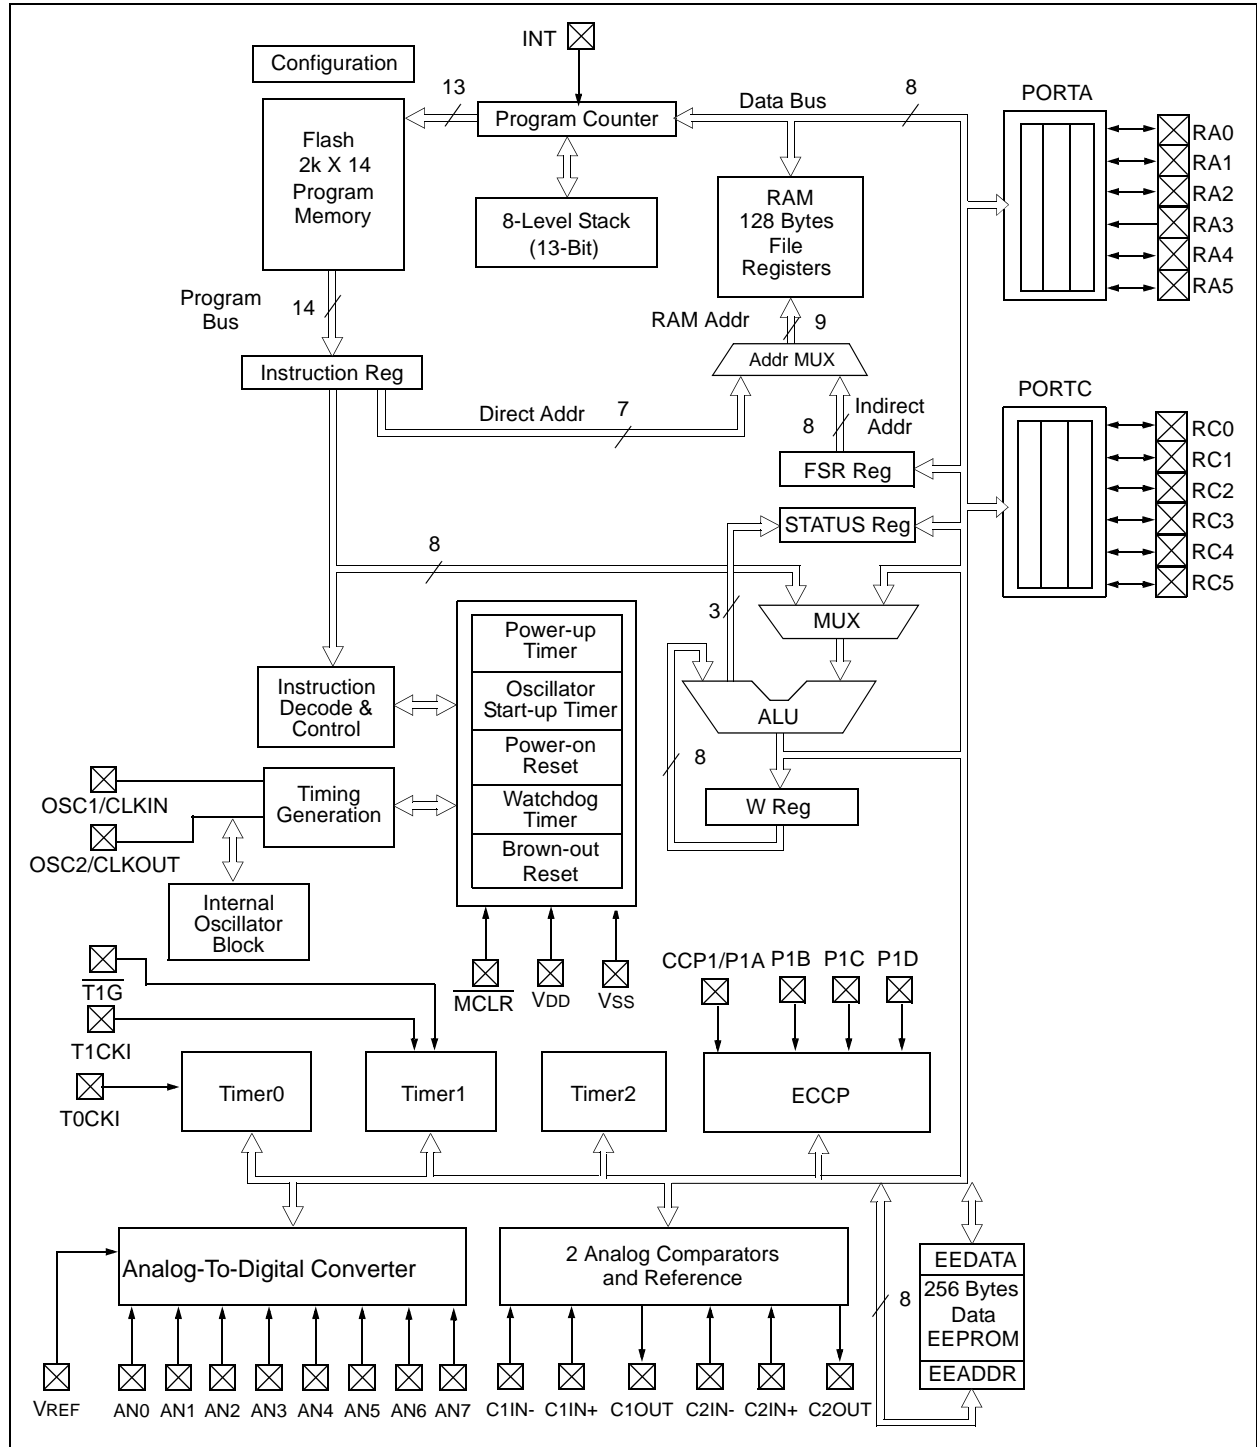 INT
Configuration
13
Program Counter
Data Bus
8
PORTA
Flash
2k X 14
Program
Memory
8-Level Stack
(13-Bit)
RAM
128 Bytes
File
Registers
RA0
RA1
RA2
RA3
RA4
RA5
Program
Bus
14
RAM Addr
9
Addr MUX
Instruction Reg
Direct Addr
7
8
Indirect
Addr
FSR Reg
STATUS Reg
PORTC
RC0
RC1
RC2
RC3
RC4
RC5
8
3
MUX
Power-up
Timer
Oscillator
Start-up Timer
Power-on
Reset
Watchdog
Timer
Brown-out
Reset
Instruction
Decode &
Control
ALU
8
W Reg
OSC1/CLKIN
Timing
Generation
OSC2/CLKOUT
Internal
Oscillator
Block
T1G
MCLR
VDD
VSS
CCP1/P1A
P1B
P1C
P1D
T1CKI
T0CKI
Timer0
Timer1
Timer2
ECCP
Analog-To-Digital Converter
2 Analog Comparators
and Reference
8
EEDATA
256 Bytes
Data
EEPROM
EEADDR
VREF
AN0
AN1
AN2
AN3
AN4
AN5
AN6
AN7
C1IN-
C1IN+
C1OUT
C2IN-
C2IN+
C2OUT